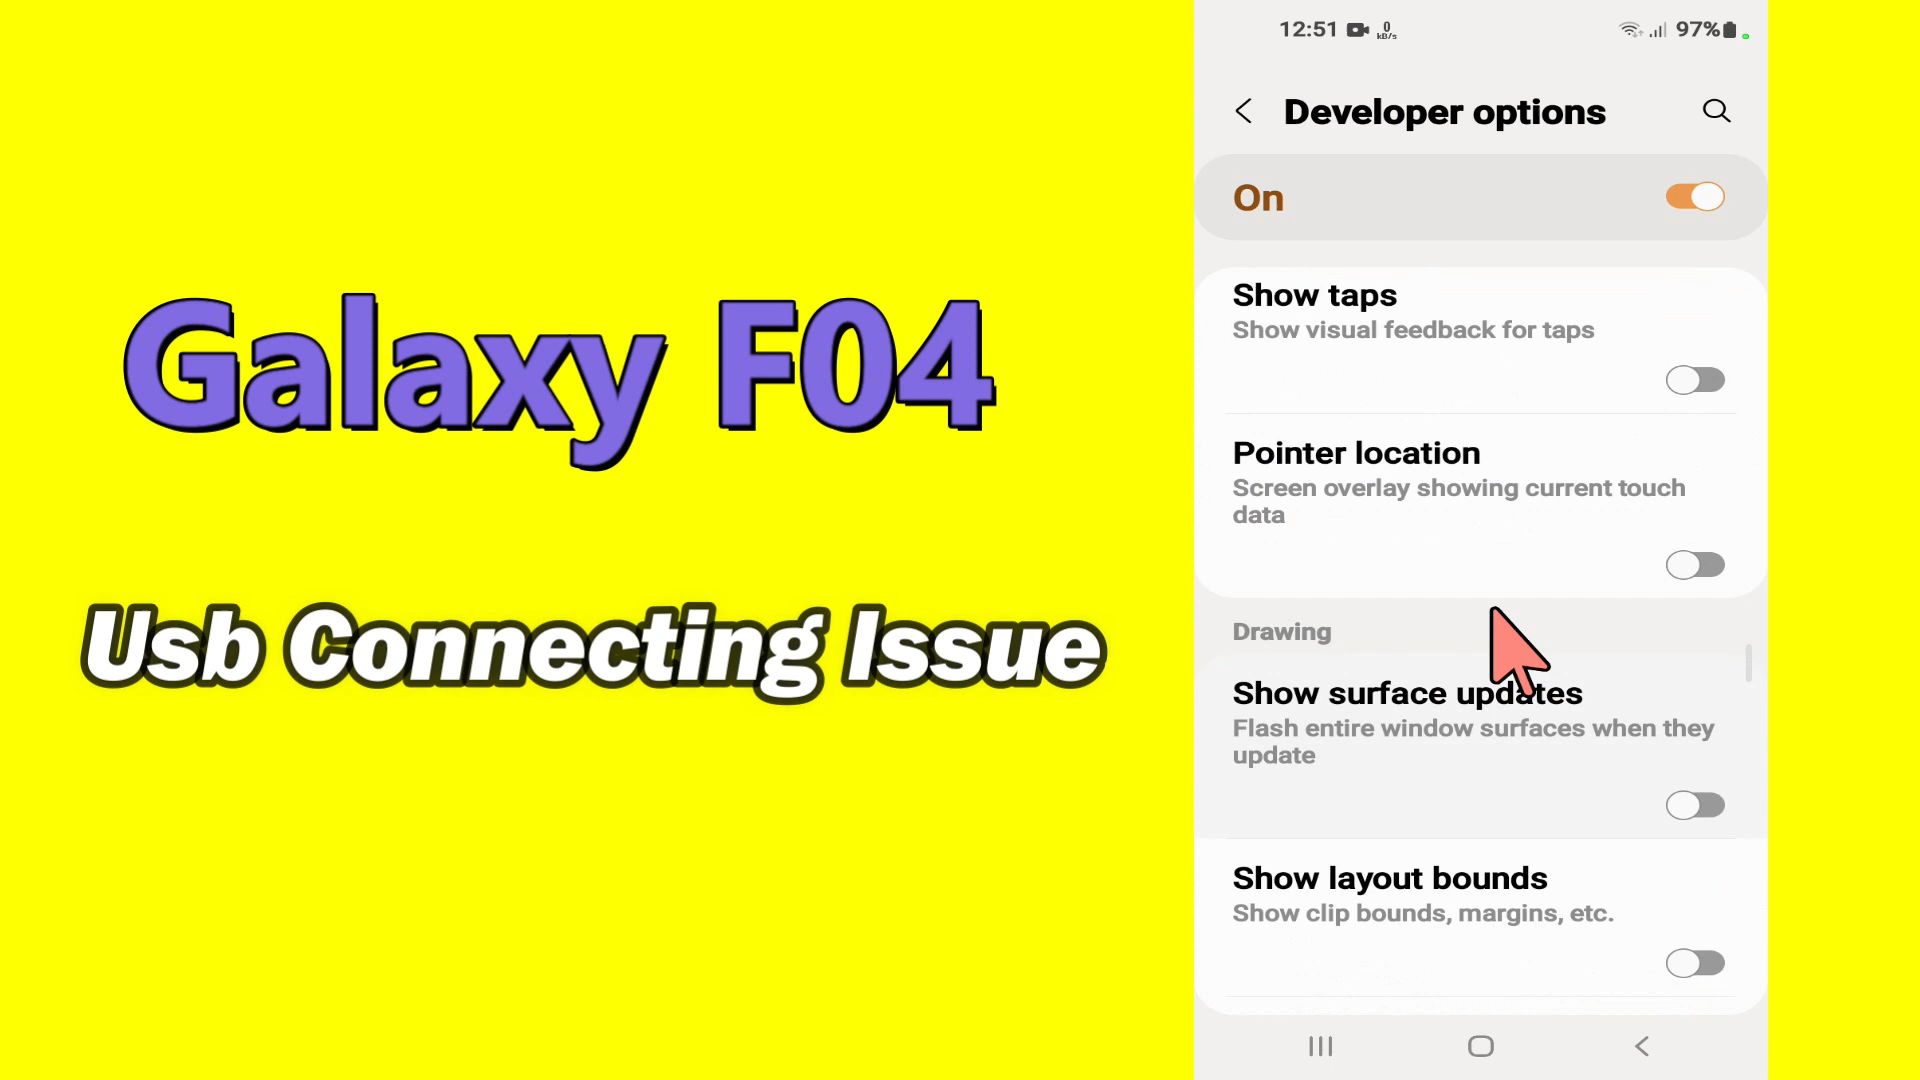 Galaxy F04
Usb Connecting Issue
12:51 0 kB/s 97%
Developer options
On
Show taps
Show visual feedback for taps
Pointer location
Screen overlay showing current touch
data
Drawing
Show surface updates
Flash entire window surfaces when they
update
Show layout bounds
Show clip bounds, margins, etc.